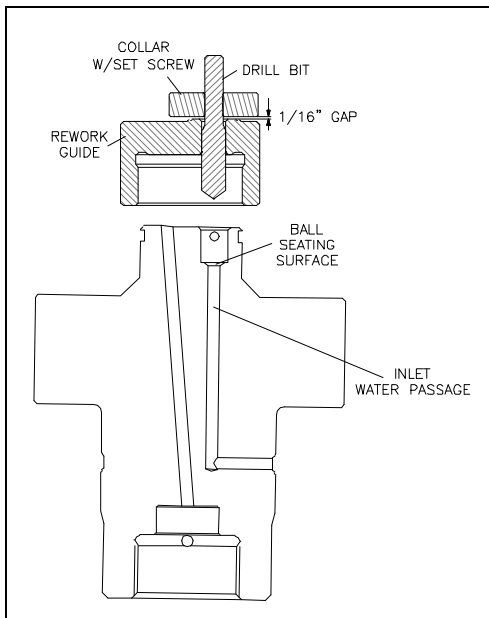 COLLAR
W/SET SCREW
DRILL BIT
1/16" GAP
REWORK
GUIDE
BALL
SEATING
SURFACE
INLET
WATER PASSAGE